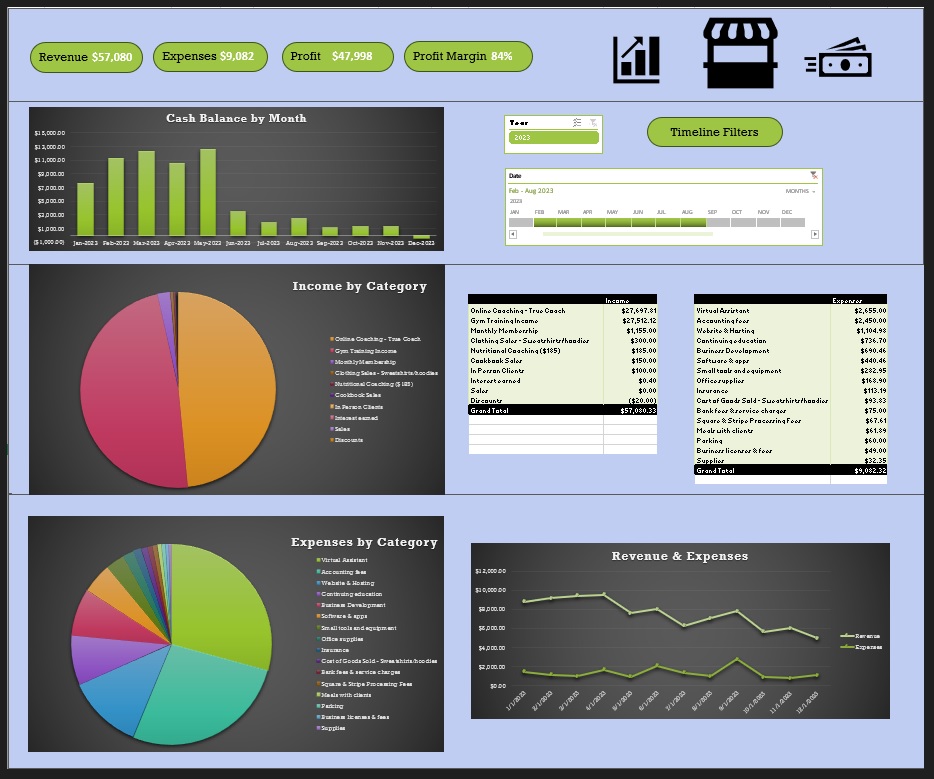 Revenue $57,080
Expenses $9,082
Profit $47,998
Profit Margin 84%
Cash Balance by Month
$15,000.00
$13,000.00
$11,000.00
$9,000.00
$7,000.00
$5,000.00
$3,000.00
$1,000.00
($1,000.00)
Jan-2023 Feb-2023 Mar-2023 Apr-2023 May-2023 Jun-2023 Jul-2023 Aug-2023 Sep-2023 Oct-2023 Nov-2023 Dec-2023
Year
2023
Timeline Filters
Date
Feb - Aug 2023 MONTHS
2023
JAN FEB MAR APR MAY JUN JUL AUG SEP OCT NOV DEC
Income by Category
Online Coaching - True Coach
Gym Training Income
Monthly Membership
Clothing Sales - Sweatshirts/hoodies
Nutritional Coaching ($185)
Cookbook Sales
In Person Clients
Interest earned
Sales
Discounts
Income
Online Coaching - True Coach $27,697.81
Gym Training Income $27,512.12
Monthly Membership $1,155.00
Clothing Sales - Sweatshirts/hoodies $300.00
Nutritional Coaching ($185) $185.00
Cookbook Sales $150.00
In Person Clients $100.00
Interest earned $0.40
Sales $0.00
Discounts ($20.00)
Grand Total $57,080.33
Expenses
Virtual Assistant $2,655.00
Accounting fees $2,450.00
Website & Hosting $1,104.98
Continuing education $736.70
Business Development $690.46
Software & apps $440.46
Small tools and equipment $282.95
Office supplies $168.90
Insurance $113.19
Cost of Goods Sold - Sweatshirts/hoodies $93.83
Bank fees & service charges $75.00
Square & Stripe Processing Fees $67.61
Meals with clients $61.89
Parking $60.00
Business licenses & fees $49.00
Supplies $32.35
Grand Total $9,082.32
Expenses by Category
Virtual Assistant
Accounting fees
Website & Hosting
Continuing education
Business Development
Software & apps
Small tools and equipment
Office supplies
Insurance
Cost of Goods Sold - Sweatshirts/hoodies
Bank fees & service charges
Square & Stripe Processing Fees
Meals with clients
Parking
Business licenses & fees
Supplies
Revenue & Expenses
$12,000.00
$10,000.00
$8,000.00
$6,000.00
$4,000.00
$2,000.00
$0.00
1/1/2023 2/1/2023 3/1/2023 4/1/2023 5/1/2023 6/1/2023 7/1/2023 8/1/2023 9/1/2023 10/1/2023 11/1/2023 12/1/2023
Revenue
Expenses